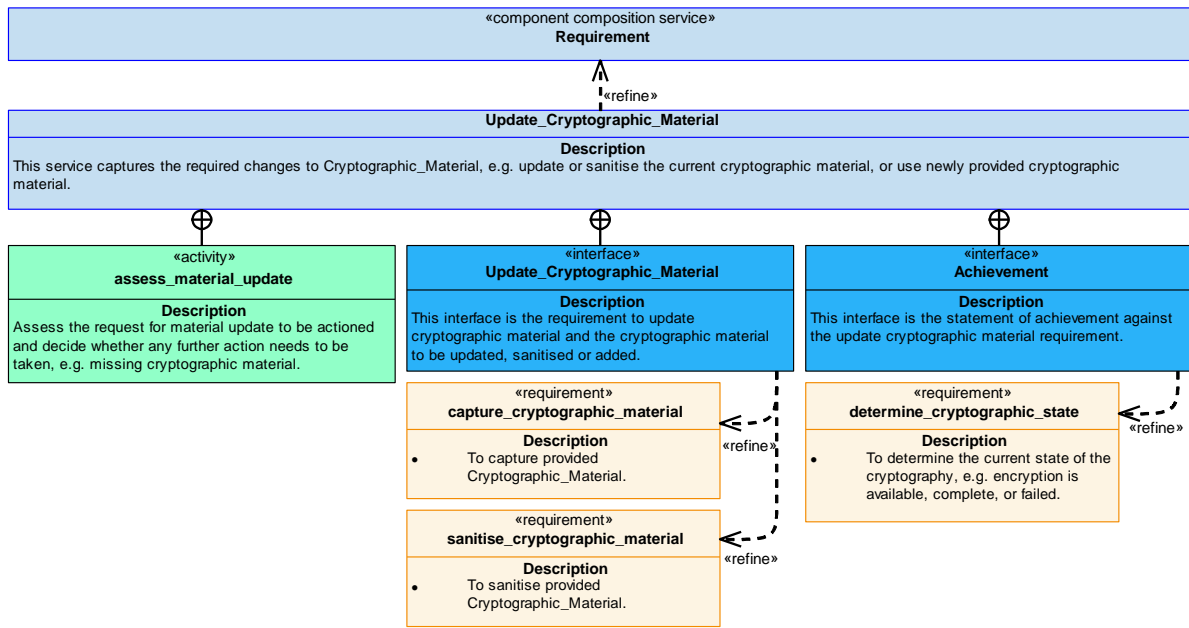 «component composition service»
Requirement
«refine»
Update_Cryptographic_Material
Description
This service captures the required changes to Cryptographic_Material, e.g. update or sanitise the current cryptographic material, or use newly provided cryptographic
material.
«activity»
assess_material_update
Description
Assess the request for material update to be actioned
and decide whether any further action needs to be
taken, e.g. missing cryptographic material.
«interface»
Update_Cryptographic_Material
Description
This interface is the requirement to update
cryptographic material and the cryptographic material
to be updated, sanitised or added.
«interface»
Achievement
Description
This interface is the statement of achievement against
the update cryptographic material requirement.
«requirement»
capture_cryptographic_material
Description
• To capture provided
Cryptographic_Material.
«refine»
«requirement»
determine_cryptographic_state
Description
• To determine the current state of the
cryptography, e.g. encryption is
available, complete, or failed.
«refine»
«requirement»
sanitise_cryptographic_material
Description
• To sanitise provided
Cryptographic_Material.
«refine»